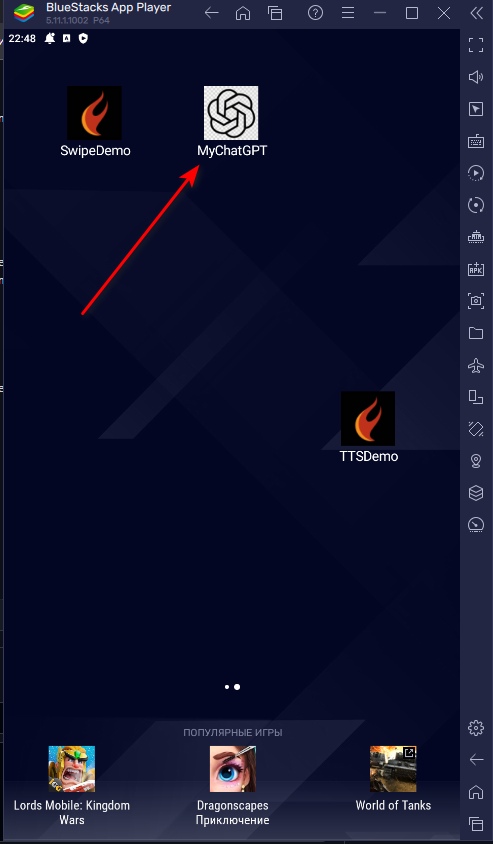 BlueStacks App Player
5.11.1.1002 P64
22:48
SwipeDemo
MyChatGPT
TTSDemo
ПОПУЛЯРНЫЕ ИГРЫ
Lords Mobile: Kingdom
Wars
Dragonscapes
Приключение
World of Tanks